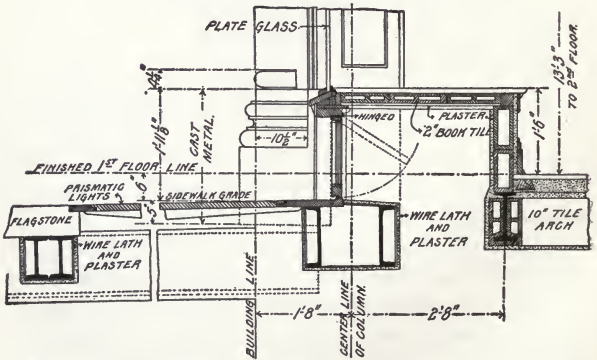 PLATE GLASS
4½"
1'-11⅛"
CAST
METAL.
10½"
HINGED
PLASTER
2" BOOK TILE
1'-6"
13'-3"
TO 2ND FLOOR.
FINISHED 1ST FLOOR LINE
PRISMATIC
LIGHTS
6"
SIDEWALK GRADE
5"
FLAGSTONE
WIRE LATH
AND
PLASTER
WIRE LATH
AND
PLASTER
10" TILE
ARCH
BUILDING LINE
1'-8"
CENTER LINE
OF COLUMN.
2'-8"